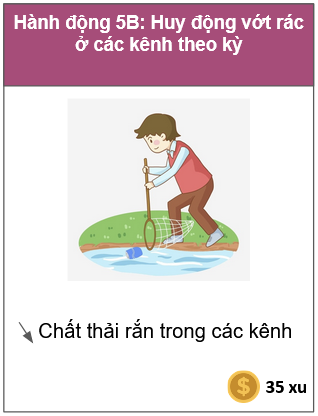 Hành động 5B: Huy động vớt rác
ở các kênh theo kỳ
Chất thải rắn trong các kênh
$ 35 xu